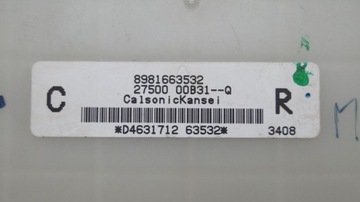 8981663532
27500 00B31--Q
CalsonicKansei
C
R
*D4631712 63532*
3408
M